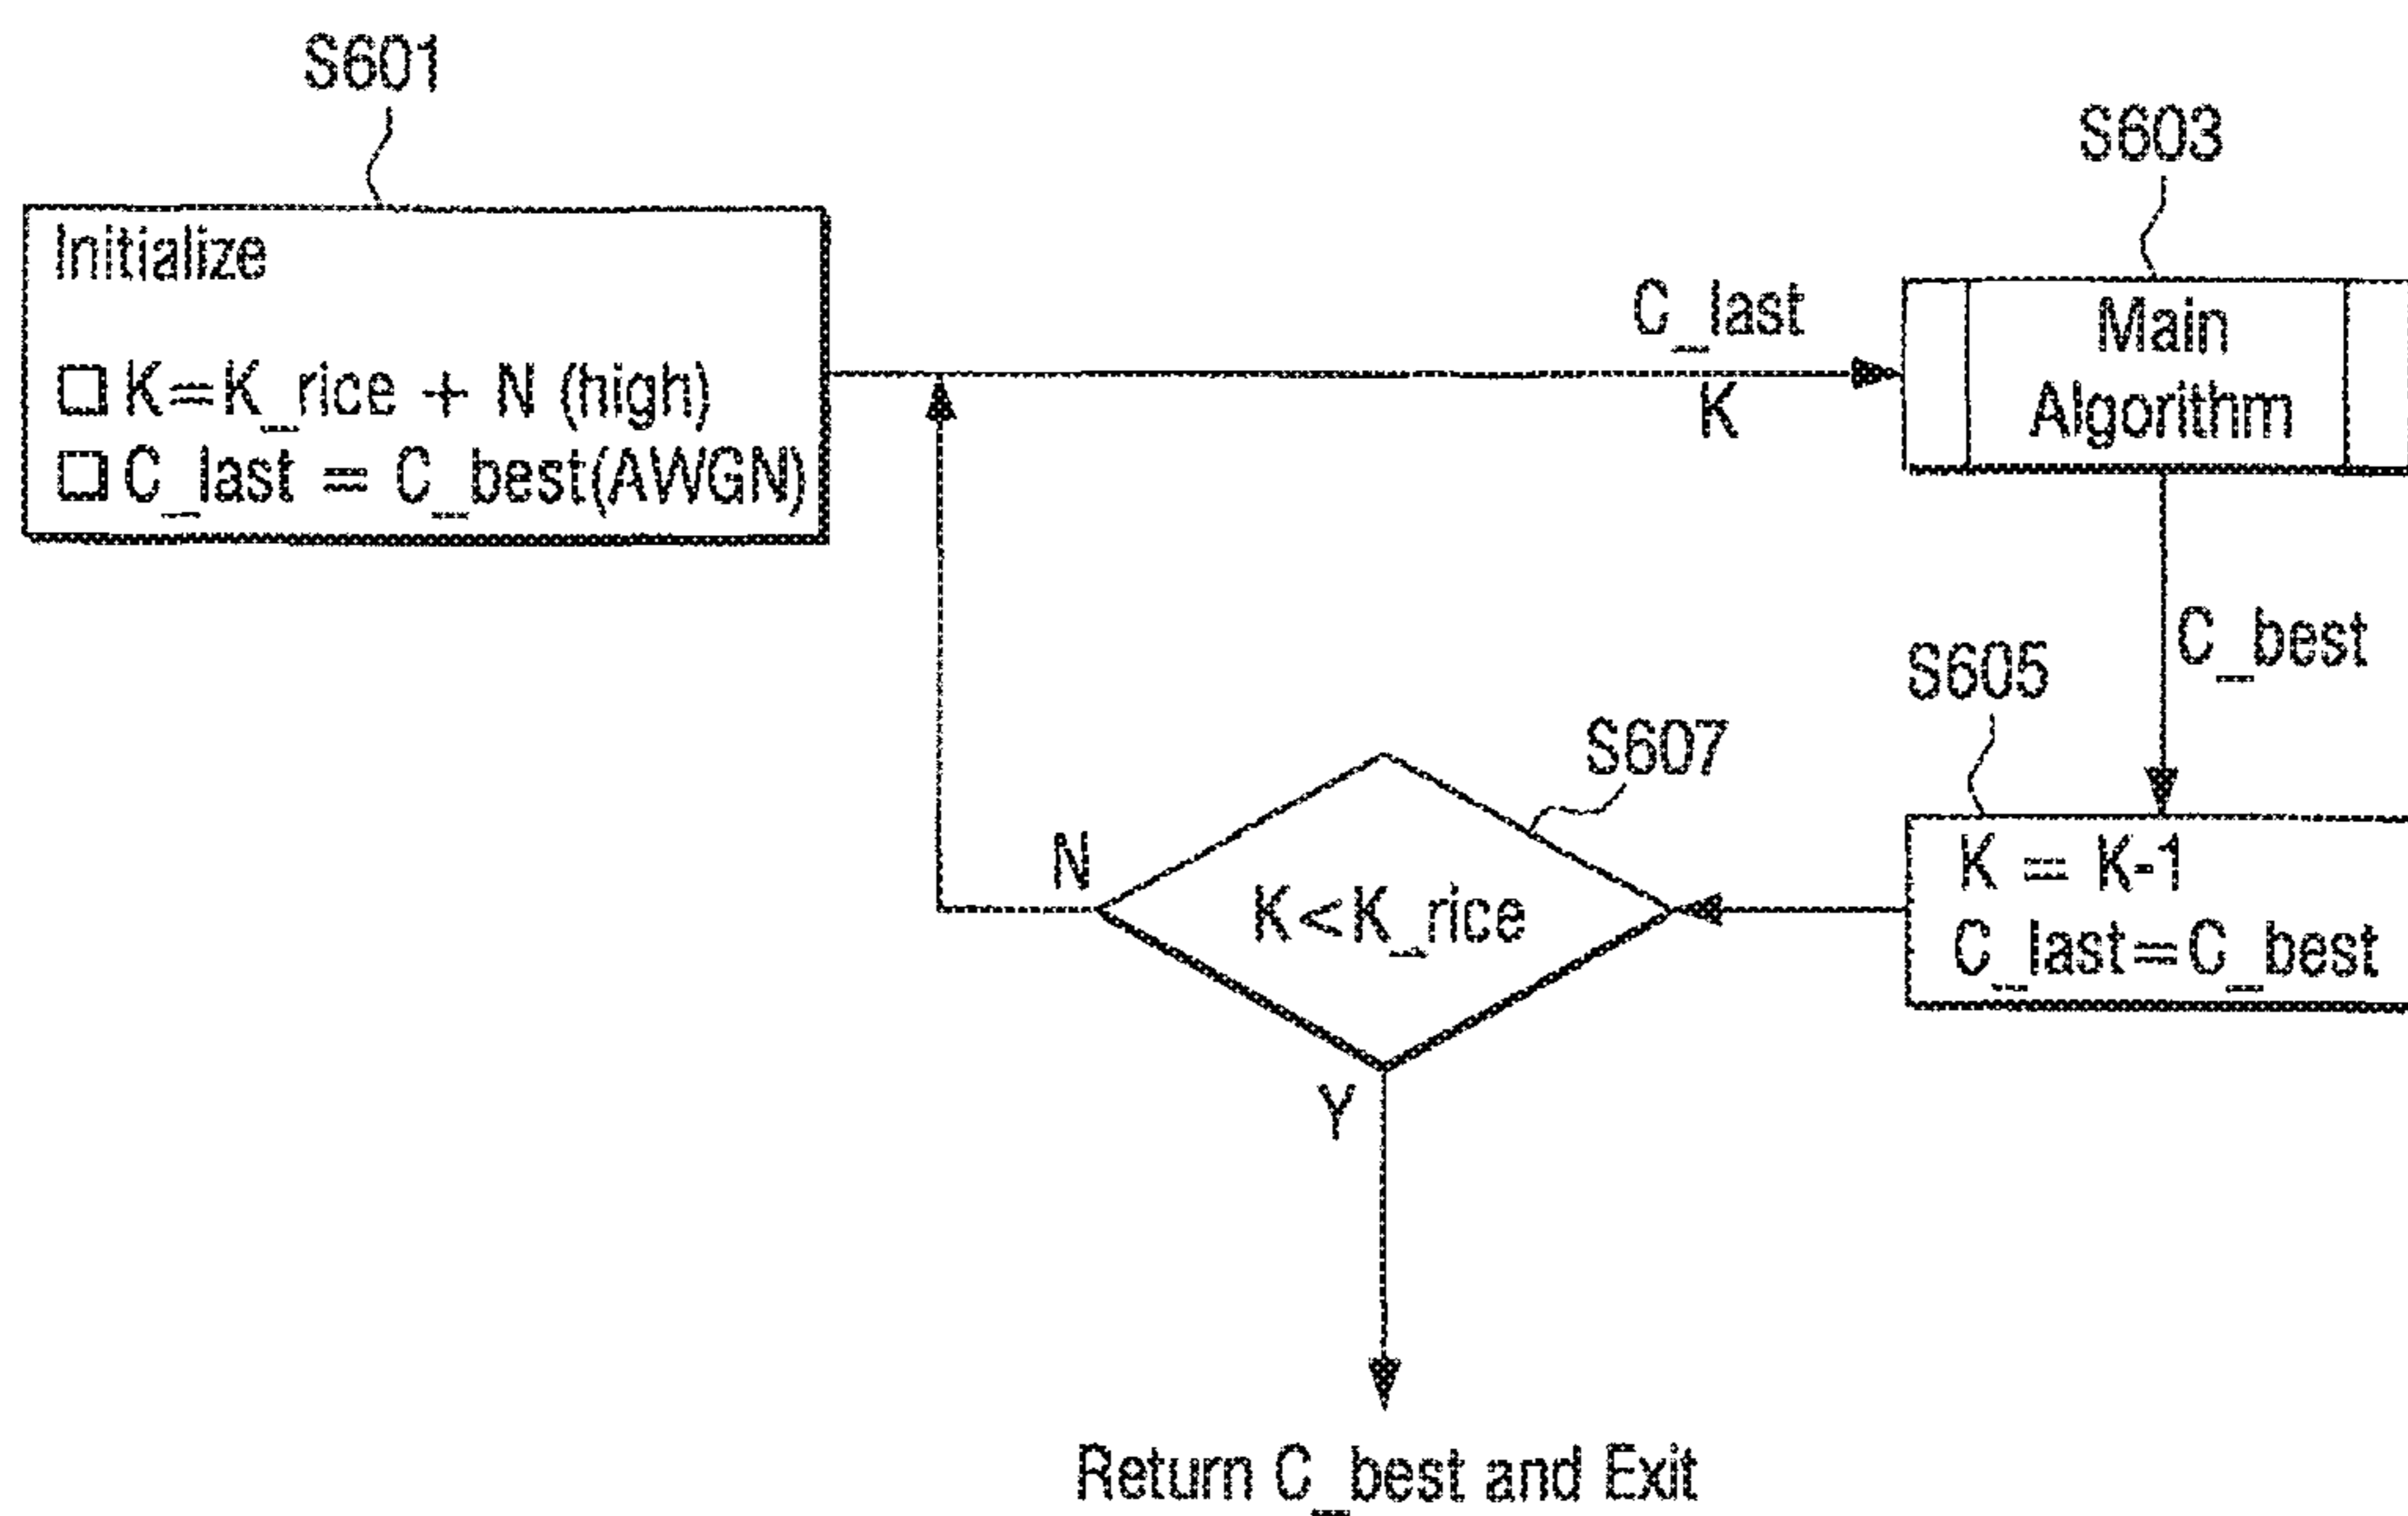 S601
Initialize
□ K=K_rice + N (high)
□ C_last = C_best(AWGN)
C_last
K
S603
Main
Algorithm
C_best
S605
K = K-1
C_last=C_best
S607
K<K_rice
N
Y
Return C_best and Exit